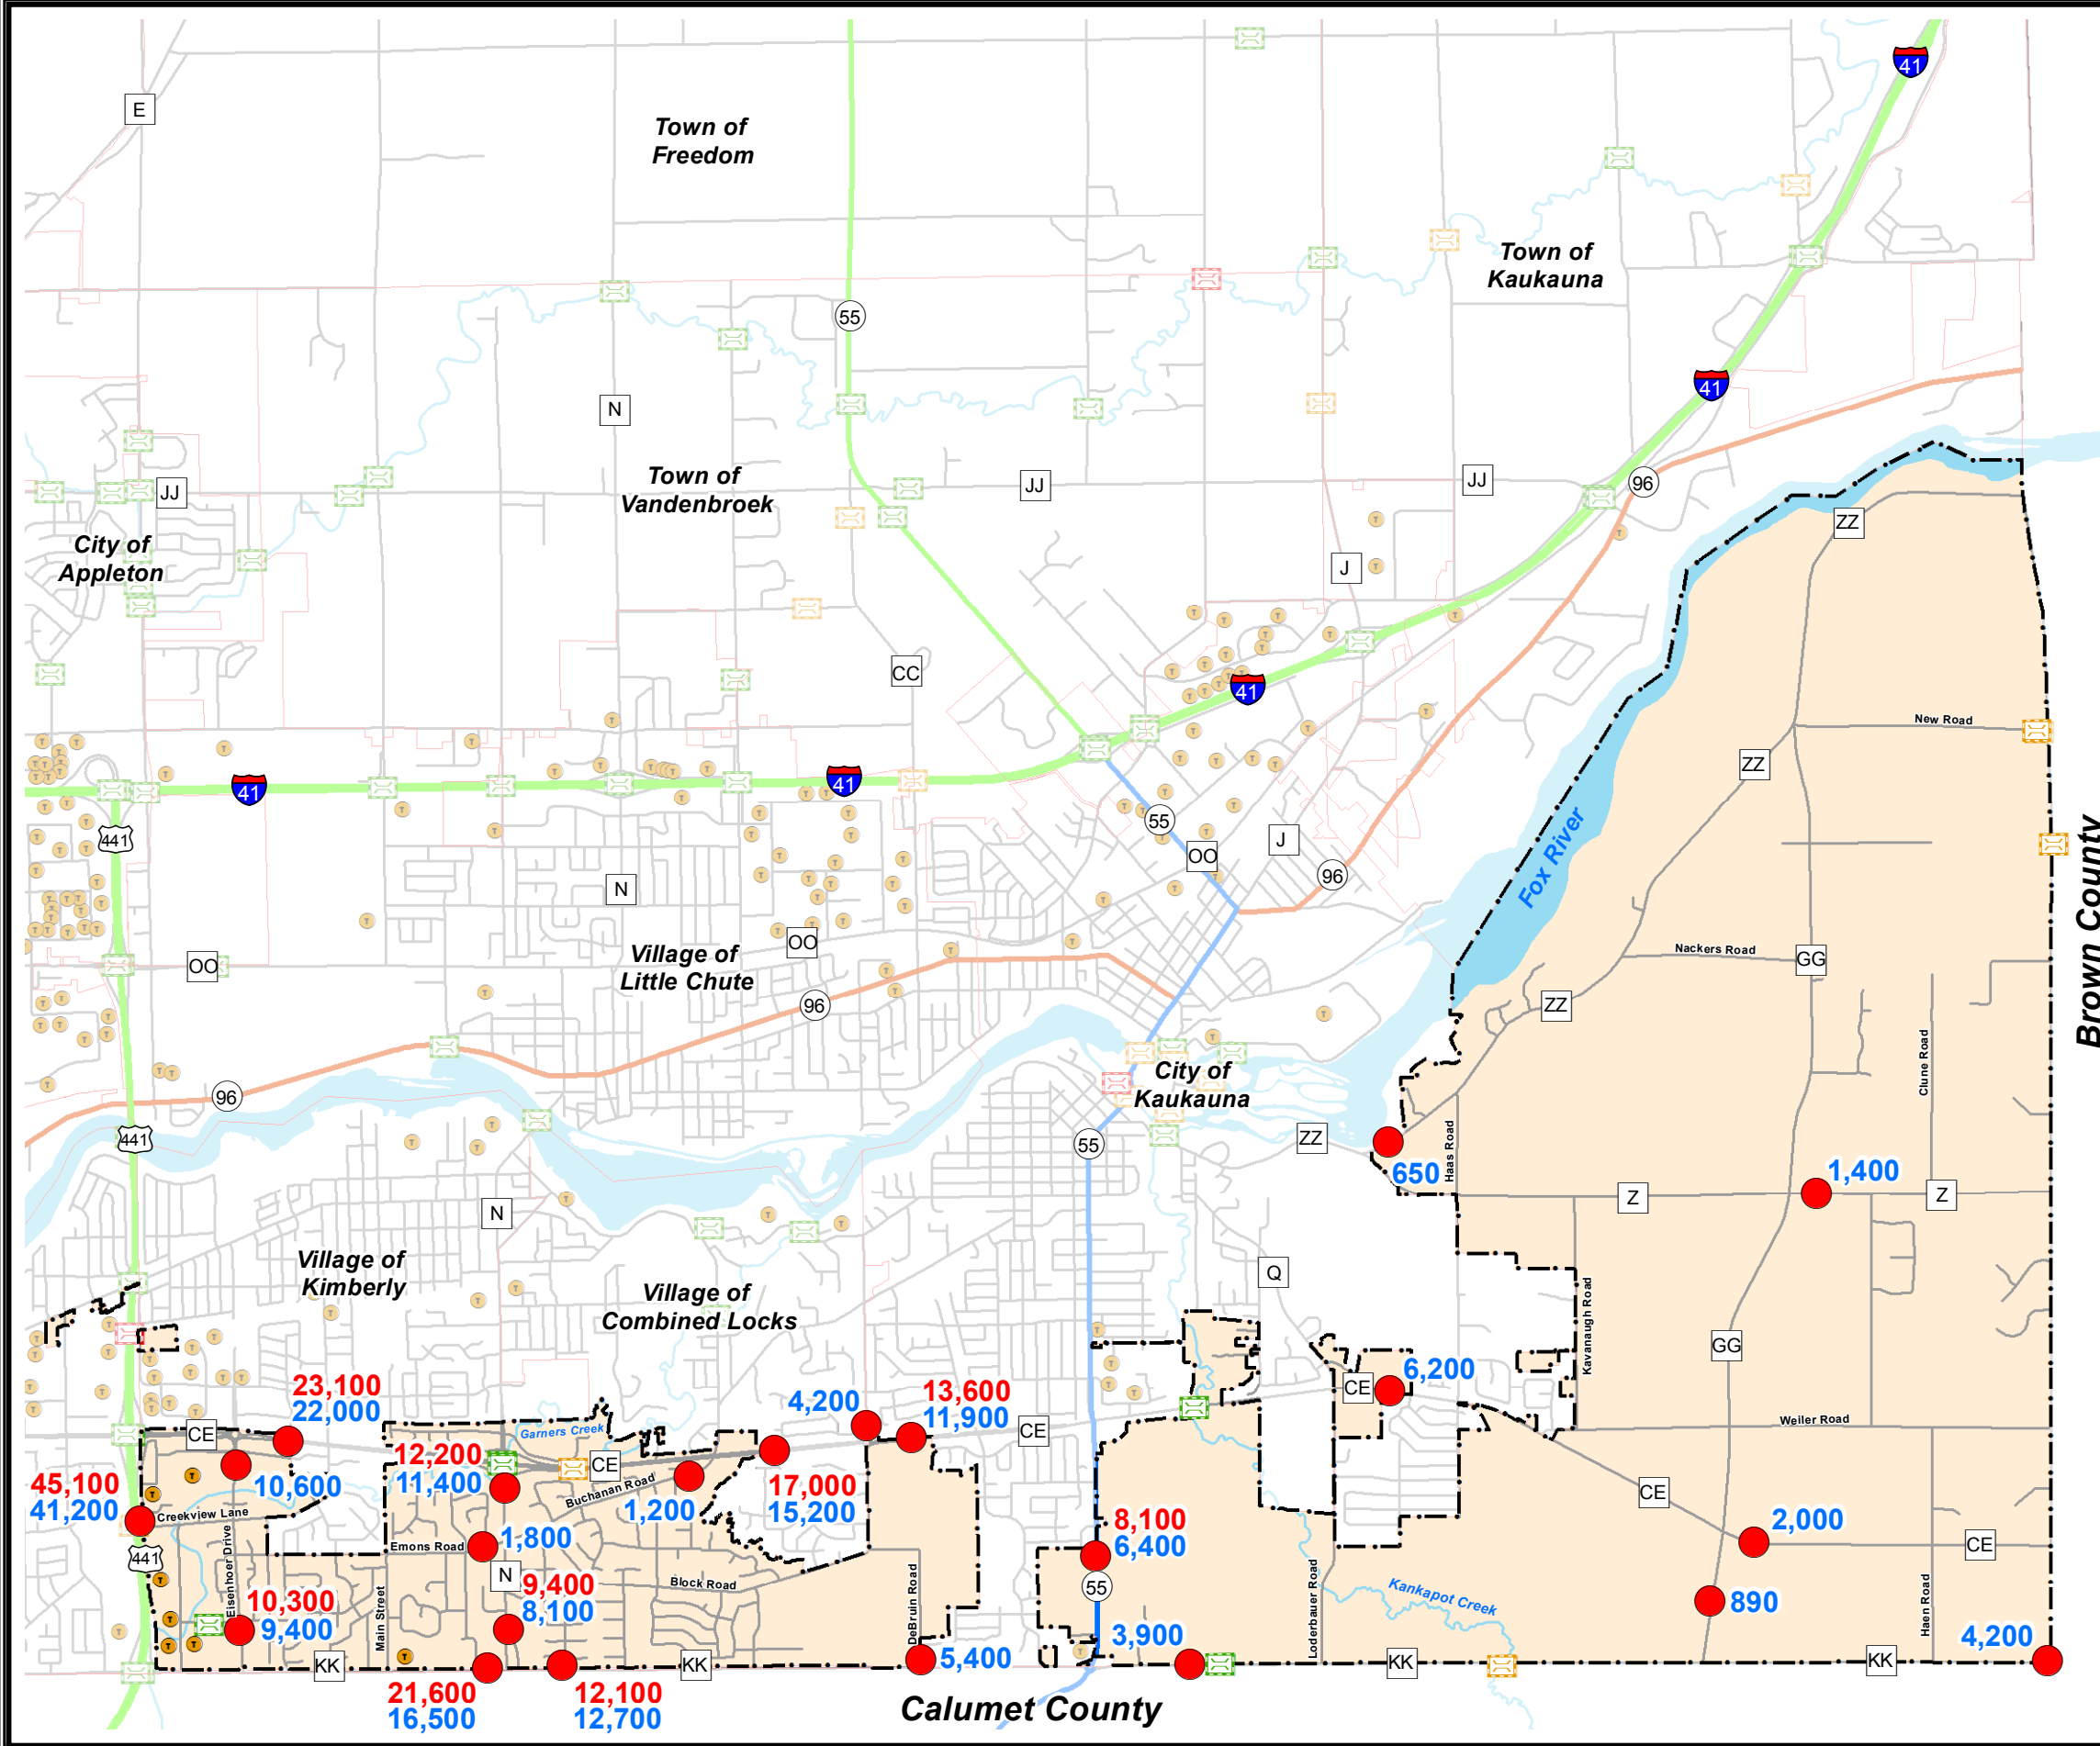 41
E
Town of
Freedom
Town of
Kaukauna
55
41
N
Town of
Vandenbroek
JJ
JJ
JJ
96
ZZ
City of
Appleton
J
CC
41
New Road
ZZ
41
41
441
55
OO
J
96
Fox River
Brown County
N
OO
OO
Village of
Little Chute
Nackers Road
GG
96
ZZ
City of
Kaukauna
Clune Road
96
441
55
ZZ
Haas Road
650
1,400
Z
Z
N
Village of
Kimberly
Village of
Combined Locks
Q
Kavanaugh Road
GG
6,200
CE
23,100
22,000
4,200
13,600
11,900
CE
Weiler Road
CE
Garners Creek
CE
12,200
11,400
10,600
45,100
41,200
Creekview Lane
Buchanan Road
1,200
17,000
15,200
CE
8,100
6,400
2,000
CE
441
Eisenhoer Drive
Emons Road
1,800
N
Block Road
9,400
8,100
10,300
9,400
Main Street
DeBruin Road
55
Loderbauer Road
Kankapot Creek
890
Haen Road
KK
KK
5,400
3,900
KK
KK
4,200
21,600
16,500
12,100
12,700
Calumet County